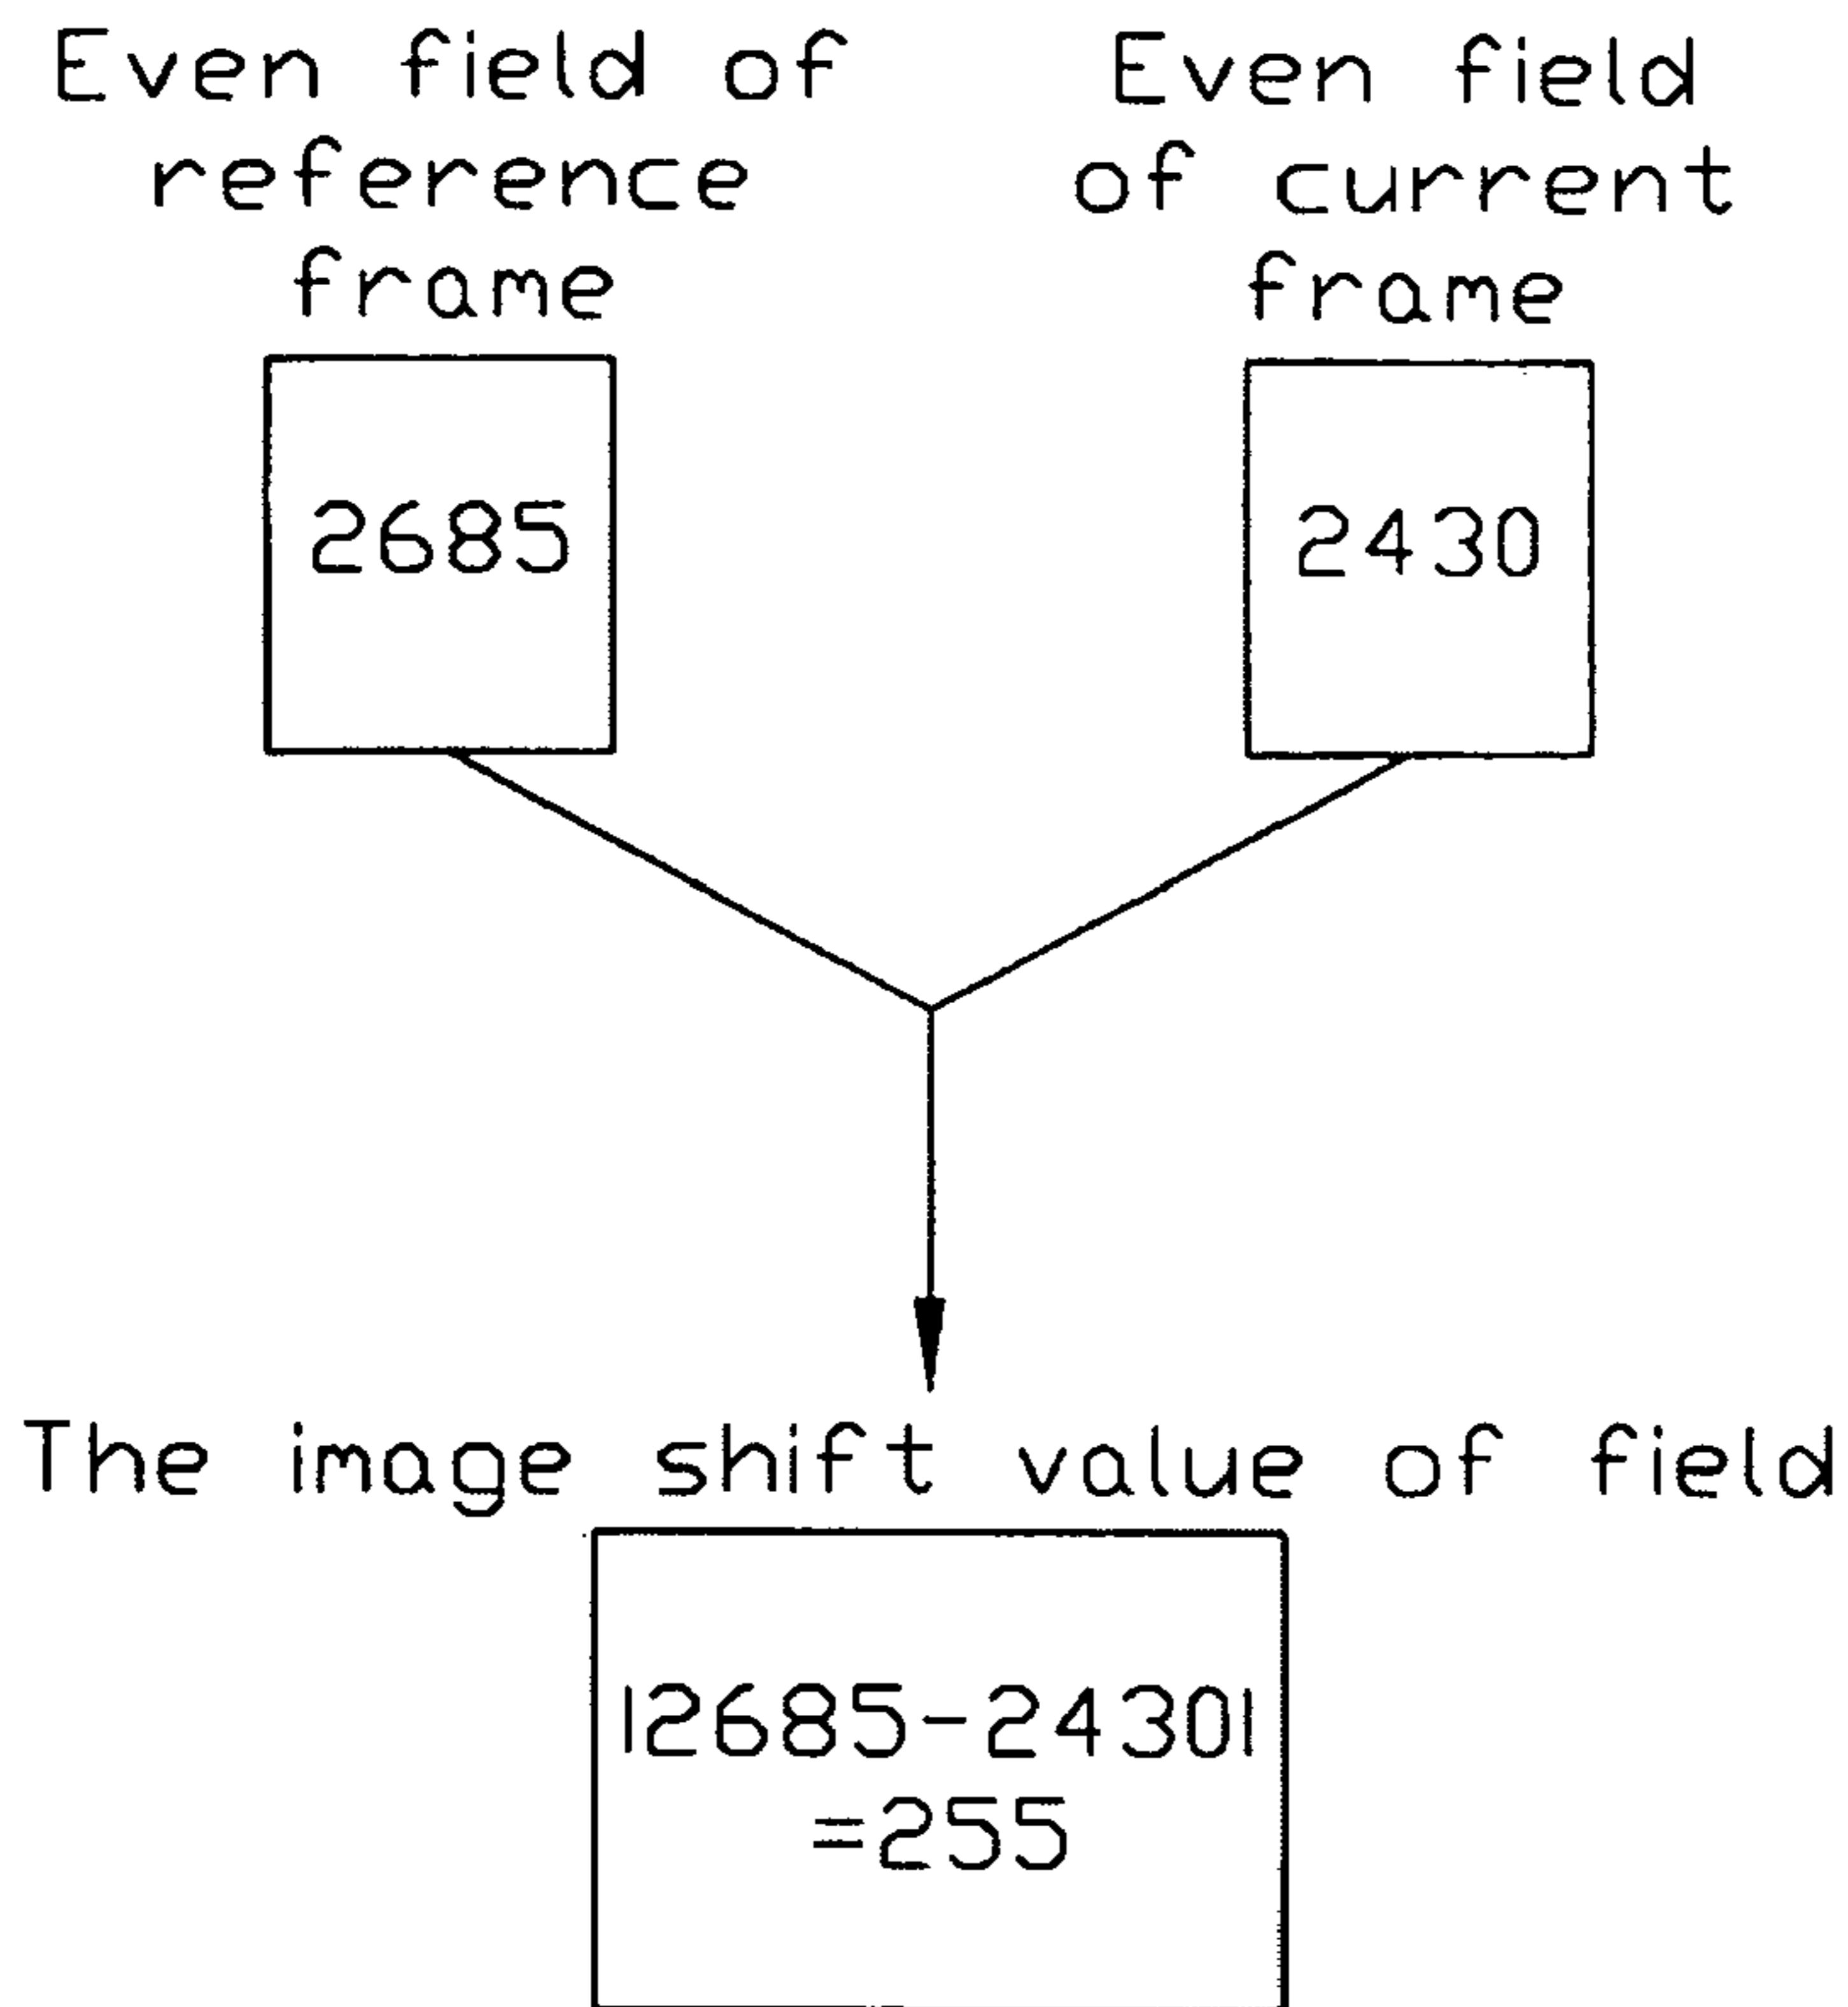 Even field of
reference
frame
Even field
of current
frame
2685
2430
The image shift value of field
|2685-2430|
=255